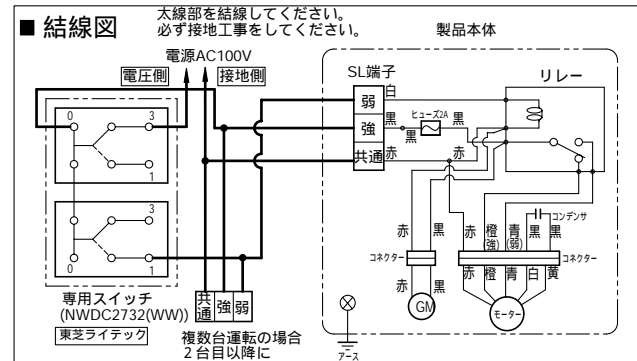 ■ 結線図
太線部を結線してください。
必ず接地工事をしてください。
電源AC100V
電圧側
接地側
製品本体
SL端子
リレー
弱
白
強
黒
黒
ヒューズ2A
黒
共通
赤
赤
0
3
1
3
0
1
赤
黒
赤
橙
(強)
青
(弱)
黒
黒
コンデンサ
コネクター
コネクター
赤
黒
赤
橙
青
白
黄
GM
モーター
アース
専用スイッチ
(NWDC2732(WW))
東芝ライテック
共通
強
弱
複数台運転の場合
2台目以降に